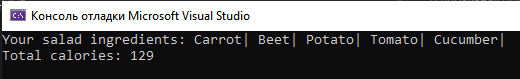 Консоль отладки Microsoft Visual Studio
Your salad ingredients: Carrot| Beet| Potato| Tomato| Cucumber|
Total calories: 129